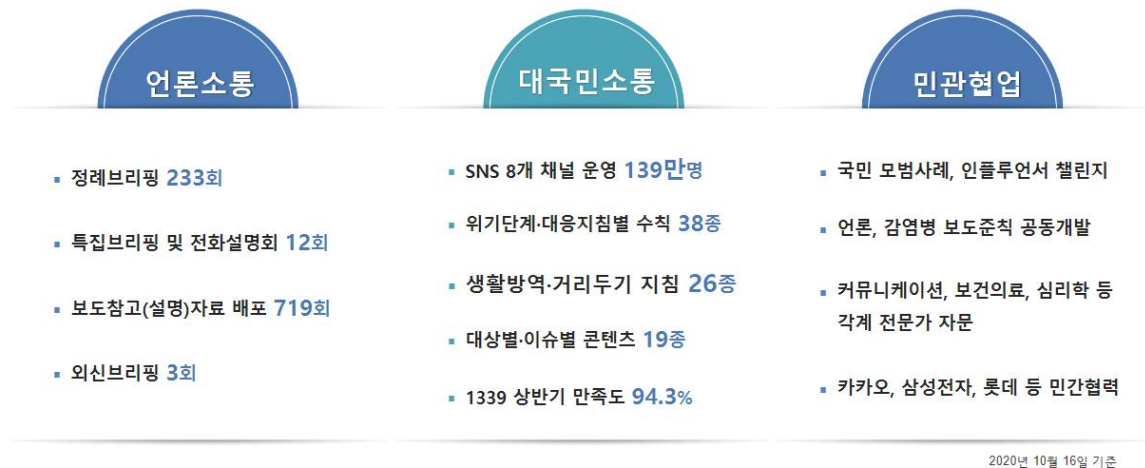 언론소통
▪ 정례브리핑 233회
▪ 특집브리핑 및 전화설명회 12회
▪ 보도참고(설명)자료 배포 719회
▪ 외신브리핑 3회
대국민소통
▪ SNS 8개 채널 운영 139만명
▪ 위기단계·대응지침별 수칙 38종
▪ 생활방역·거리두기 지침 26종
▪ 대상별·이슈별 콘텐츠 19종
▪ 1339 상반기 만족도 94.3%
민관협업
▪ 국민 모범사례, 인플루언서 챌린지
▪ 언론, 감염병 보도준칙 공동개발
▪ 커뮤니케이션, 보건의료, 심리학 등
각계 전문가 자문
▪ 카카오, 삼성전자, 롯데 등 민간협력
2020년 10월 16일 기준